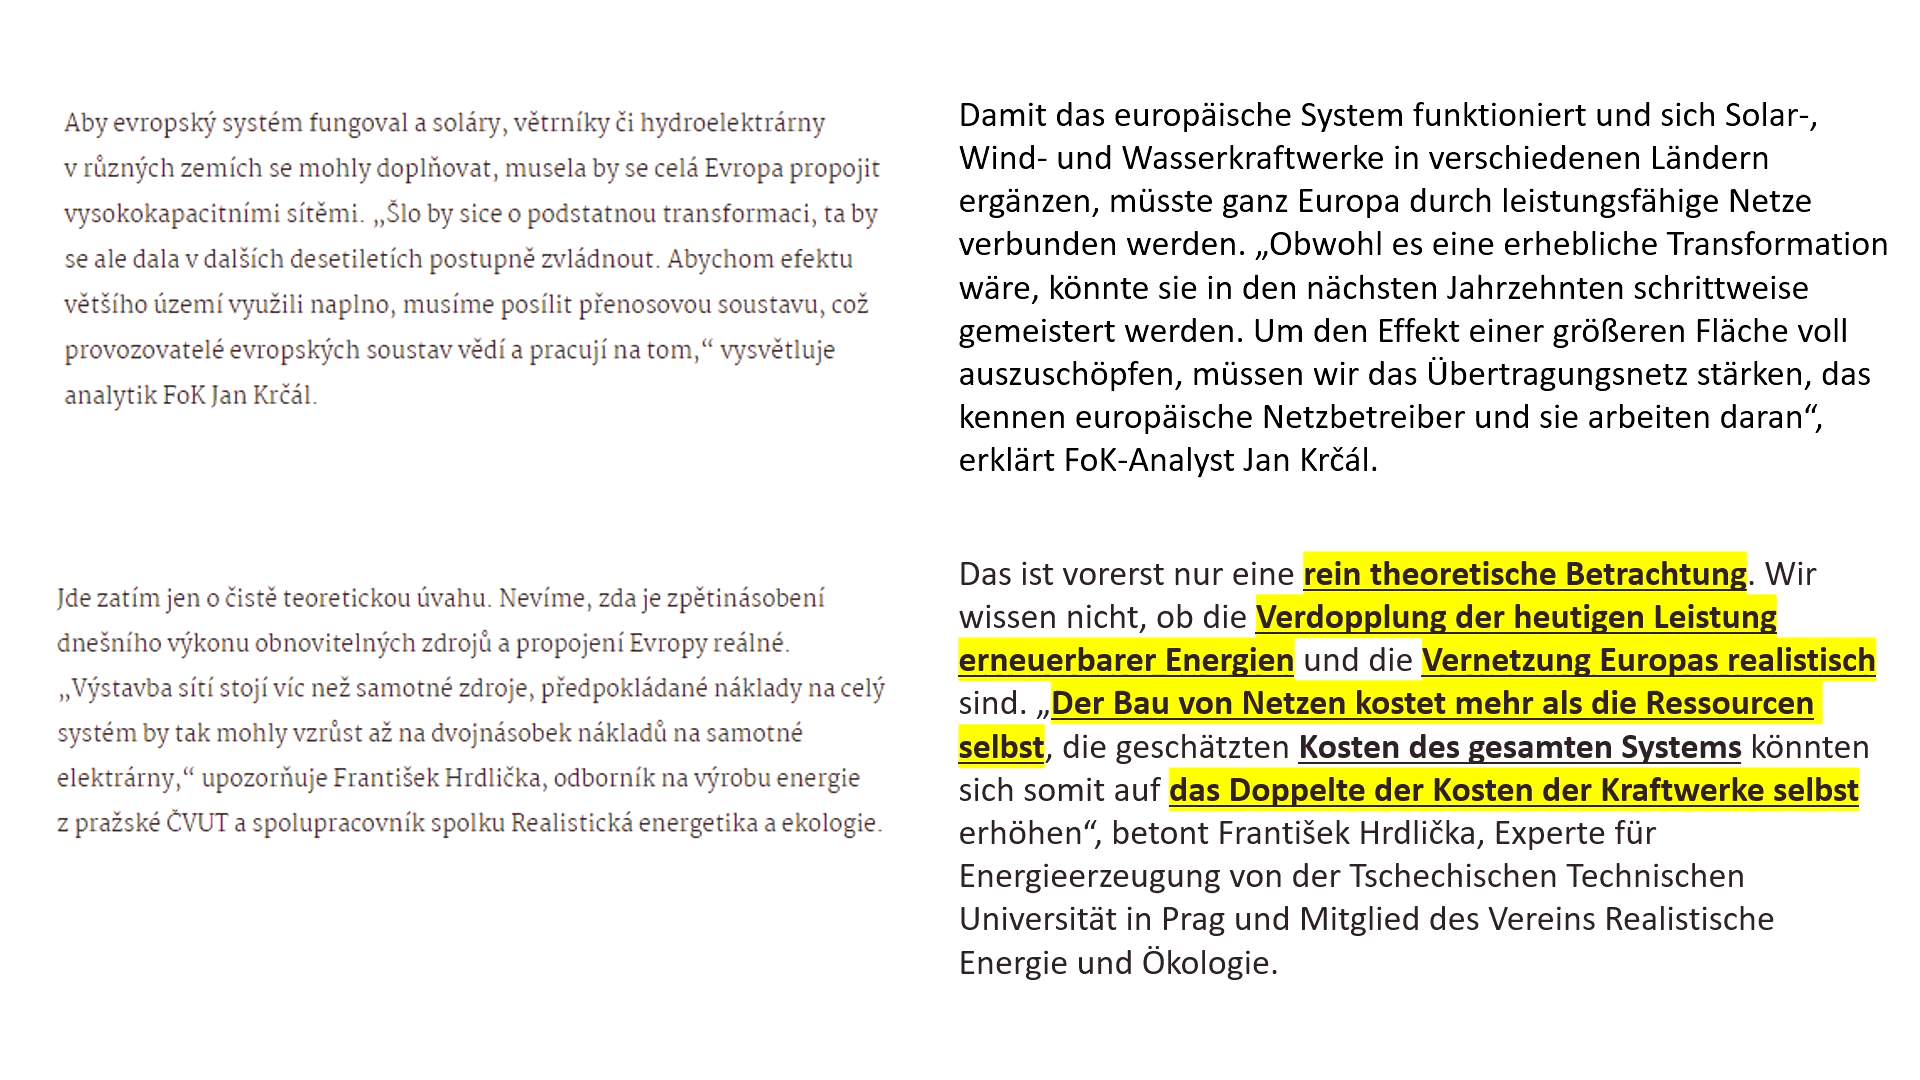 Aby evropský systém fungoval a soláry, větrníky či hydroelektrárny
v různých zemích se mohly doplňovat, musela by se celá Evropa propojit
vysokokapacitními sítěmi. „Šlo by sice o podstatnou transformaci, ta by
se ale dala v dalších desetiletích postupně zvládnout. Abychom efektu
většího území využili naplno, musíme posílit přenosovou soustavu, což
provozovatelé evropských soustav vědí a pracují na tom,“ vysvětluje
analytik FoK Jan Krčál.
Jde zatím jen o čistě teoretickou úvahu. Nevíme, zda je zpětinásobení
dnešního výkonu obnovitelných zdrojů a propojení Evropy reálné.
„Výstavba sítí stojí víc než samotné zdroje, předpokládané náklady na celý
systém by tak mohly vzrůst až na dvojnásobek nákladů na samotné
elektrárny,“ upozorňuje František Hrdlička, odborník na výrobu energie
z pražské ČVUT a spolupracovník spolku Realistická energetika a ekologie.
Damit das europäische System funktioniert und sich Solar-,
Wind- und Wasserkraftwerke in verschiedenen Ländern
ergänzen, müsste ganz Europa durch leistungsfähige Netze
verbunden werden. „Obwohl es eine erhebliche Transformation
wäre, könnte sie in den nächsten Jahrzehnten schrittweise
gemeistert werden. Um den Effekt einer größeren Fläche voll
auszuschöpfen, müssen wir das Übertragungsnetz stärken, das
kennen europäische Netzbetreiber und sie arbeiten daran“,
erklärt FoK-Analyst Jan Krčál.
Das ist vorerst nur eine rein theoretische Betrachtung. Wir
wissen nicht, ob die Verdopplung der heutigen Leistung
erneuerbarer Energien und die Vernetzung Europas realistisch
sind. „Der Bau von Netzen kostet mehr als die Ressourcen
selbst, die geschätzten Kosten des gesamten Systems könnten
sich somit auf das Doppelte der Kosten der Kraftwerke selbst
erhöhen“, betont František Hrdlička, Experte für
Energieerzeugung von der Tschechischen Technischen
Universität in Prag und Mitglied des Vereins Realistische
Energie und Ökologie.